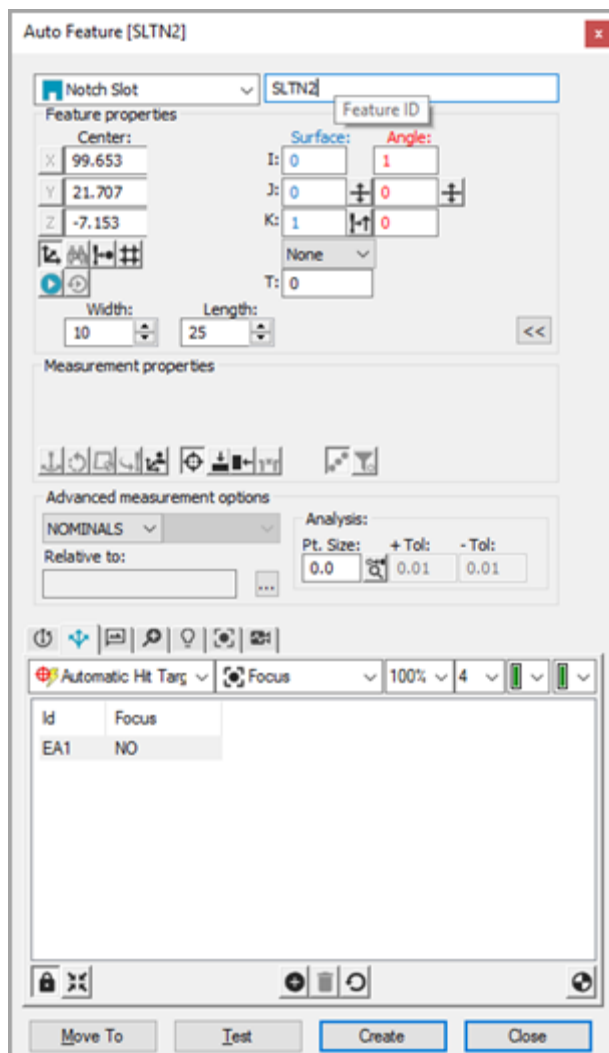 Auto Feature [SLTN2]
x
Notch Slot SLTN2
Feature ID
Feature properties
Center: Surface: Angle:
X 99.653 I: 0 1
Y 21.707 J: 0 0
Z -7.153 K: 1 0
None
T: 0
Width: Length:
10 25 <<
Measurement properties
Advanced measurement options
NOMINALS
Analysis:
Pt. Size: + Tol: - Tol:
0.0 0.01 0.01
Relative to:
...
Automatic Hit Targ Focus 100% 4
Id Focus
EA1 NO
Move To Test Create Close